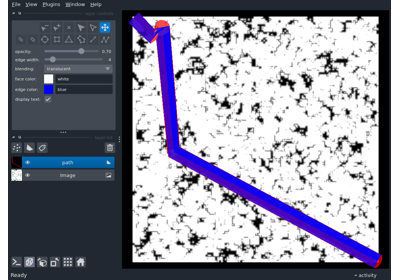 File View Plugins Window Help
opacity: 0.70
edge width: 4
blending: translucent
face color: white
edge color: blue
display text: ✓
path
Image
Ready
activity